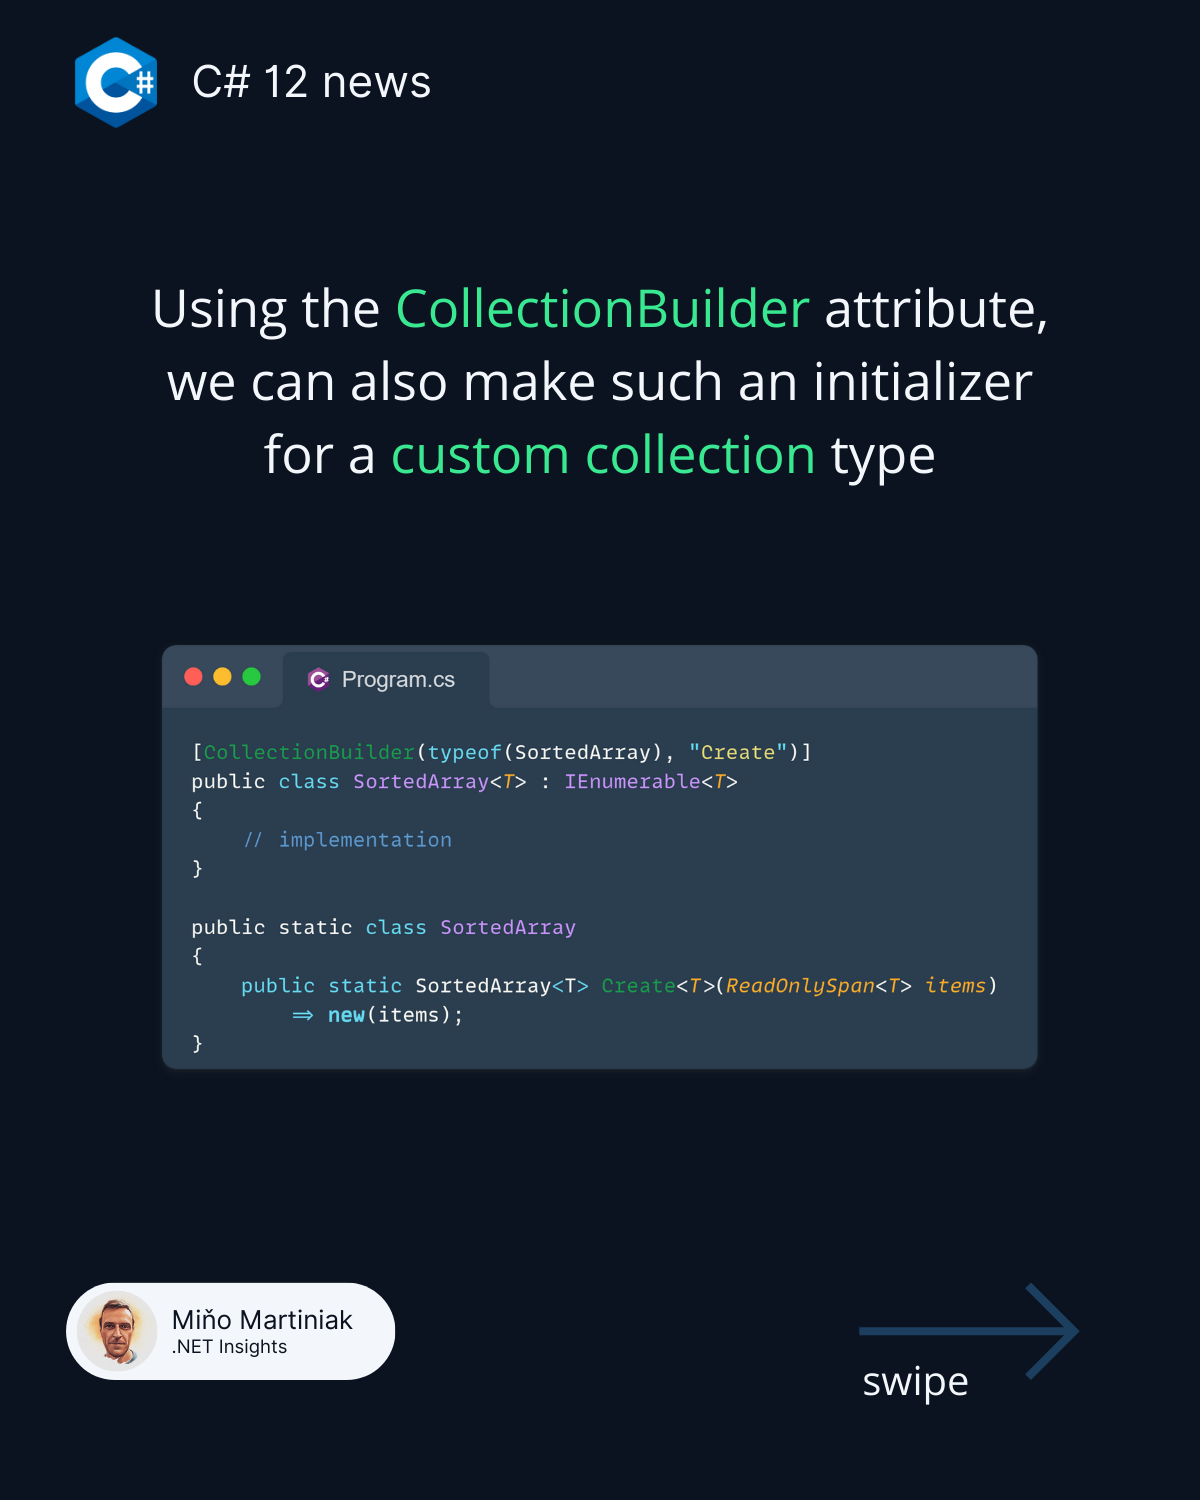 C# 12 news
Using the CollectionBuilder attribute,
we can also make such an initializer
for a custom collection type
Program.cs
[CollectionBuilder(typeof(SortedArray), "Create")]
public class SortedArray<T> : IEnumerable<T>
{
    // implementation
}
public static class SortedArray
{
    public static SortedArray<T> Create<T>(ReadOnlySpan<T> items)
        => new(items);
}
Miňo Martiniak
.NET Insights
swipe